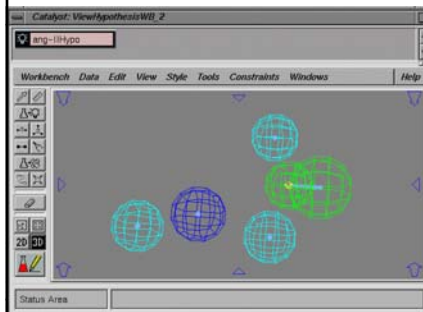 Catalyst: ViewHypothesisWB_2
ang-IIHypo
Workbench Data Edit View Style Tools Constraints Windows Help
2D 3D
Status Area